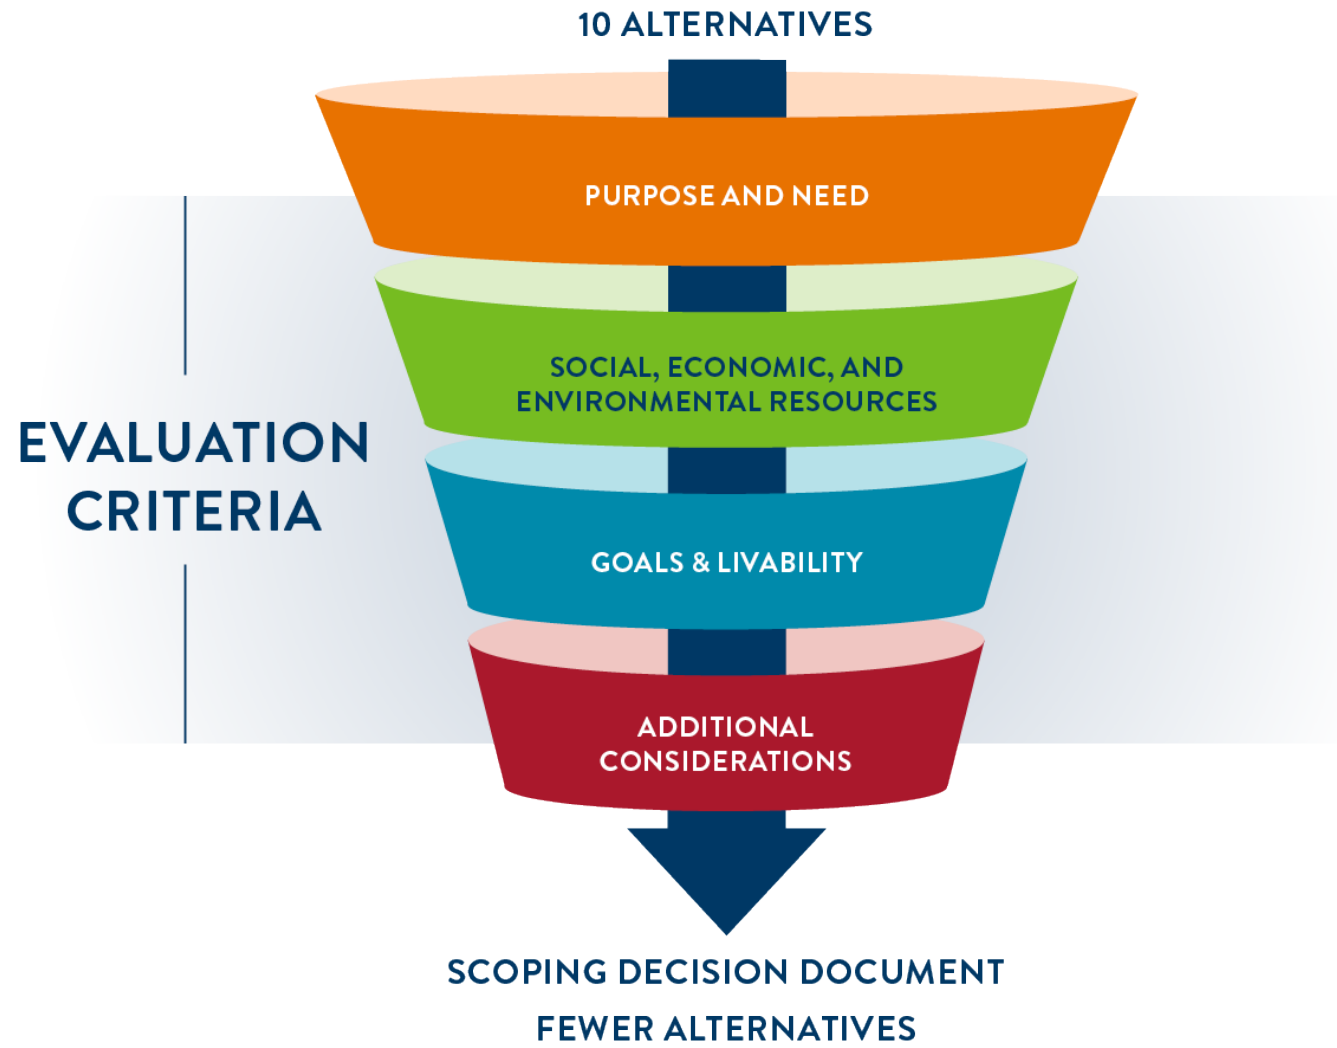 10 ALTERNATIVES
PURPOSE AND NEED
SOCIAL, ECONOMIC, AND
ENVIRONMENTAL RESOURCES
EVALUATION
CRITERIA
GOALS & LIVABILITY
ADDITIONAL
CONSIDERATIONS
SCOPING DECISION DOCUMENT
FEWER ALTERNATIVES